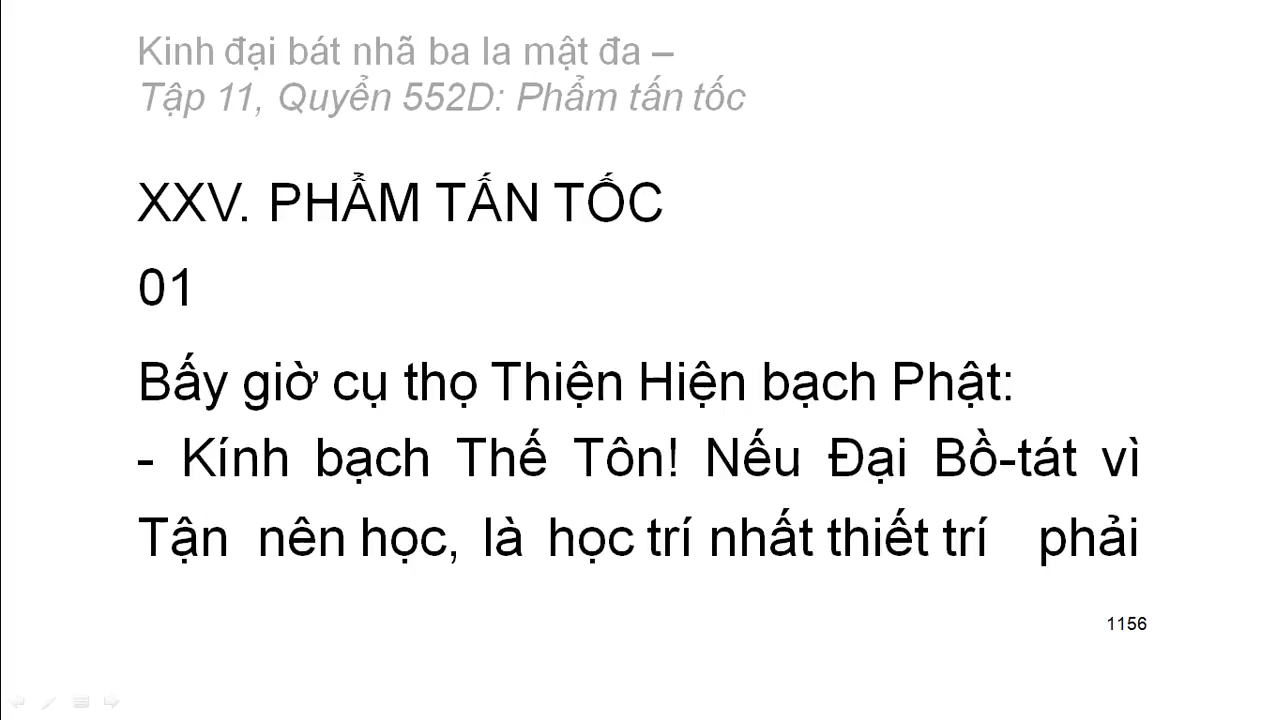 Kinh đại bát nhã ba la mật đa –
Tập 11, Quyển 552D: Phẩm tấn tốc
XXV. PHẨM TẤN TỐC
01
Bấy giờ cụ thọ Thiện Hiện bạch Phật:
- Kính bạch Thế Tôn! Nếu Đại Bồ-tát vì
Tận nên học, là học trí nhất thiết trí phải
1156